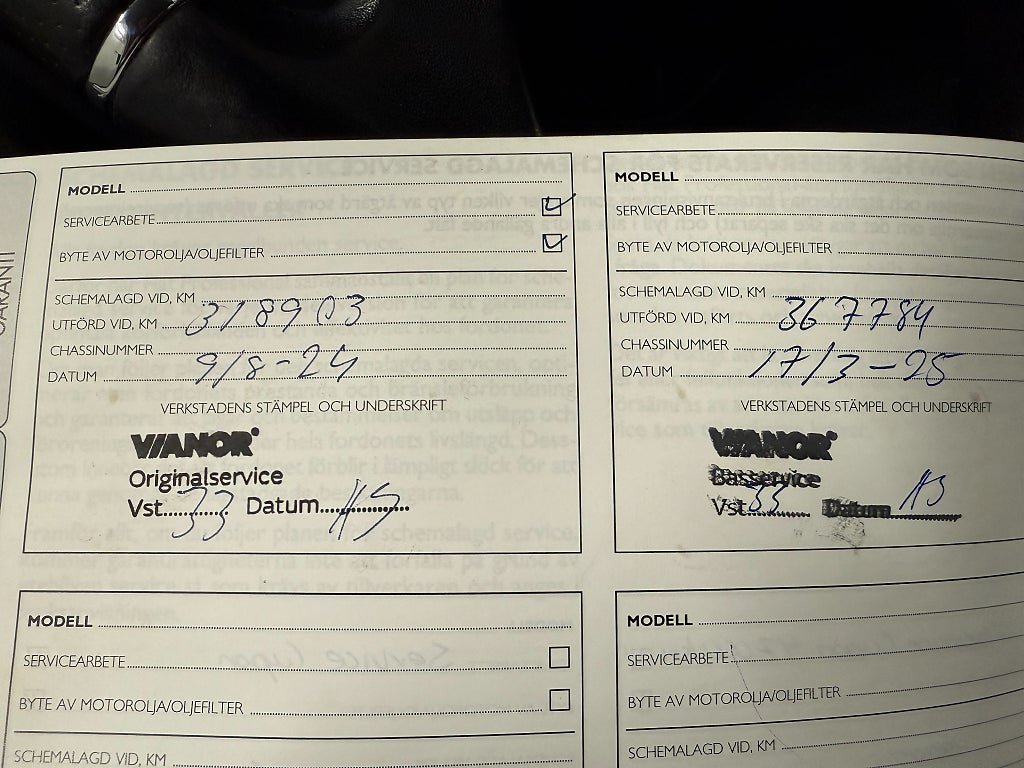 GARANTI
MODELL
SERVICEARBETE
BYTE AV MOTOROLJA/OLJEFILTER
SCHEMALAGD VID, KM
UTFÖRD VID, KM 318903
CHASSINUMMER
DATUM 9/8-24
VERKSTADENS STÄMPEL OCH UNDERSKRIFT
VIANOR
Originalservice
Vst. 33 Datum
MODELL
SERVICEARBETE
BYTE AV MOTOROLJA/OLJEFILTER
SCHEMALAGD VID, KM
UTFÖRD VID, KM 367784
CHASSINUMMER
DATUM 17/3-25
VERKSTADENS STÄMPEL OCH UNDERSKRIFT
VIANOR
Basservice
Vst. 33 Datum
MODELL
SERVICEARBETE
BYTE AV MOTOROLJA/OLJEFILTER
SCHEMALAGD VID, KM
MODELL
SERVICEARBETE
BYTE AV MOTOROLJA/OLJEFILTER
SCHEMALAGD VID, KM